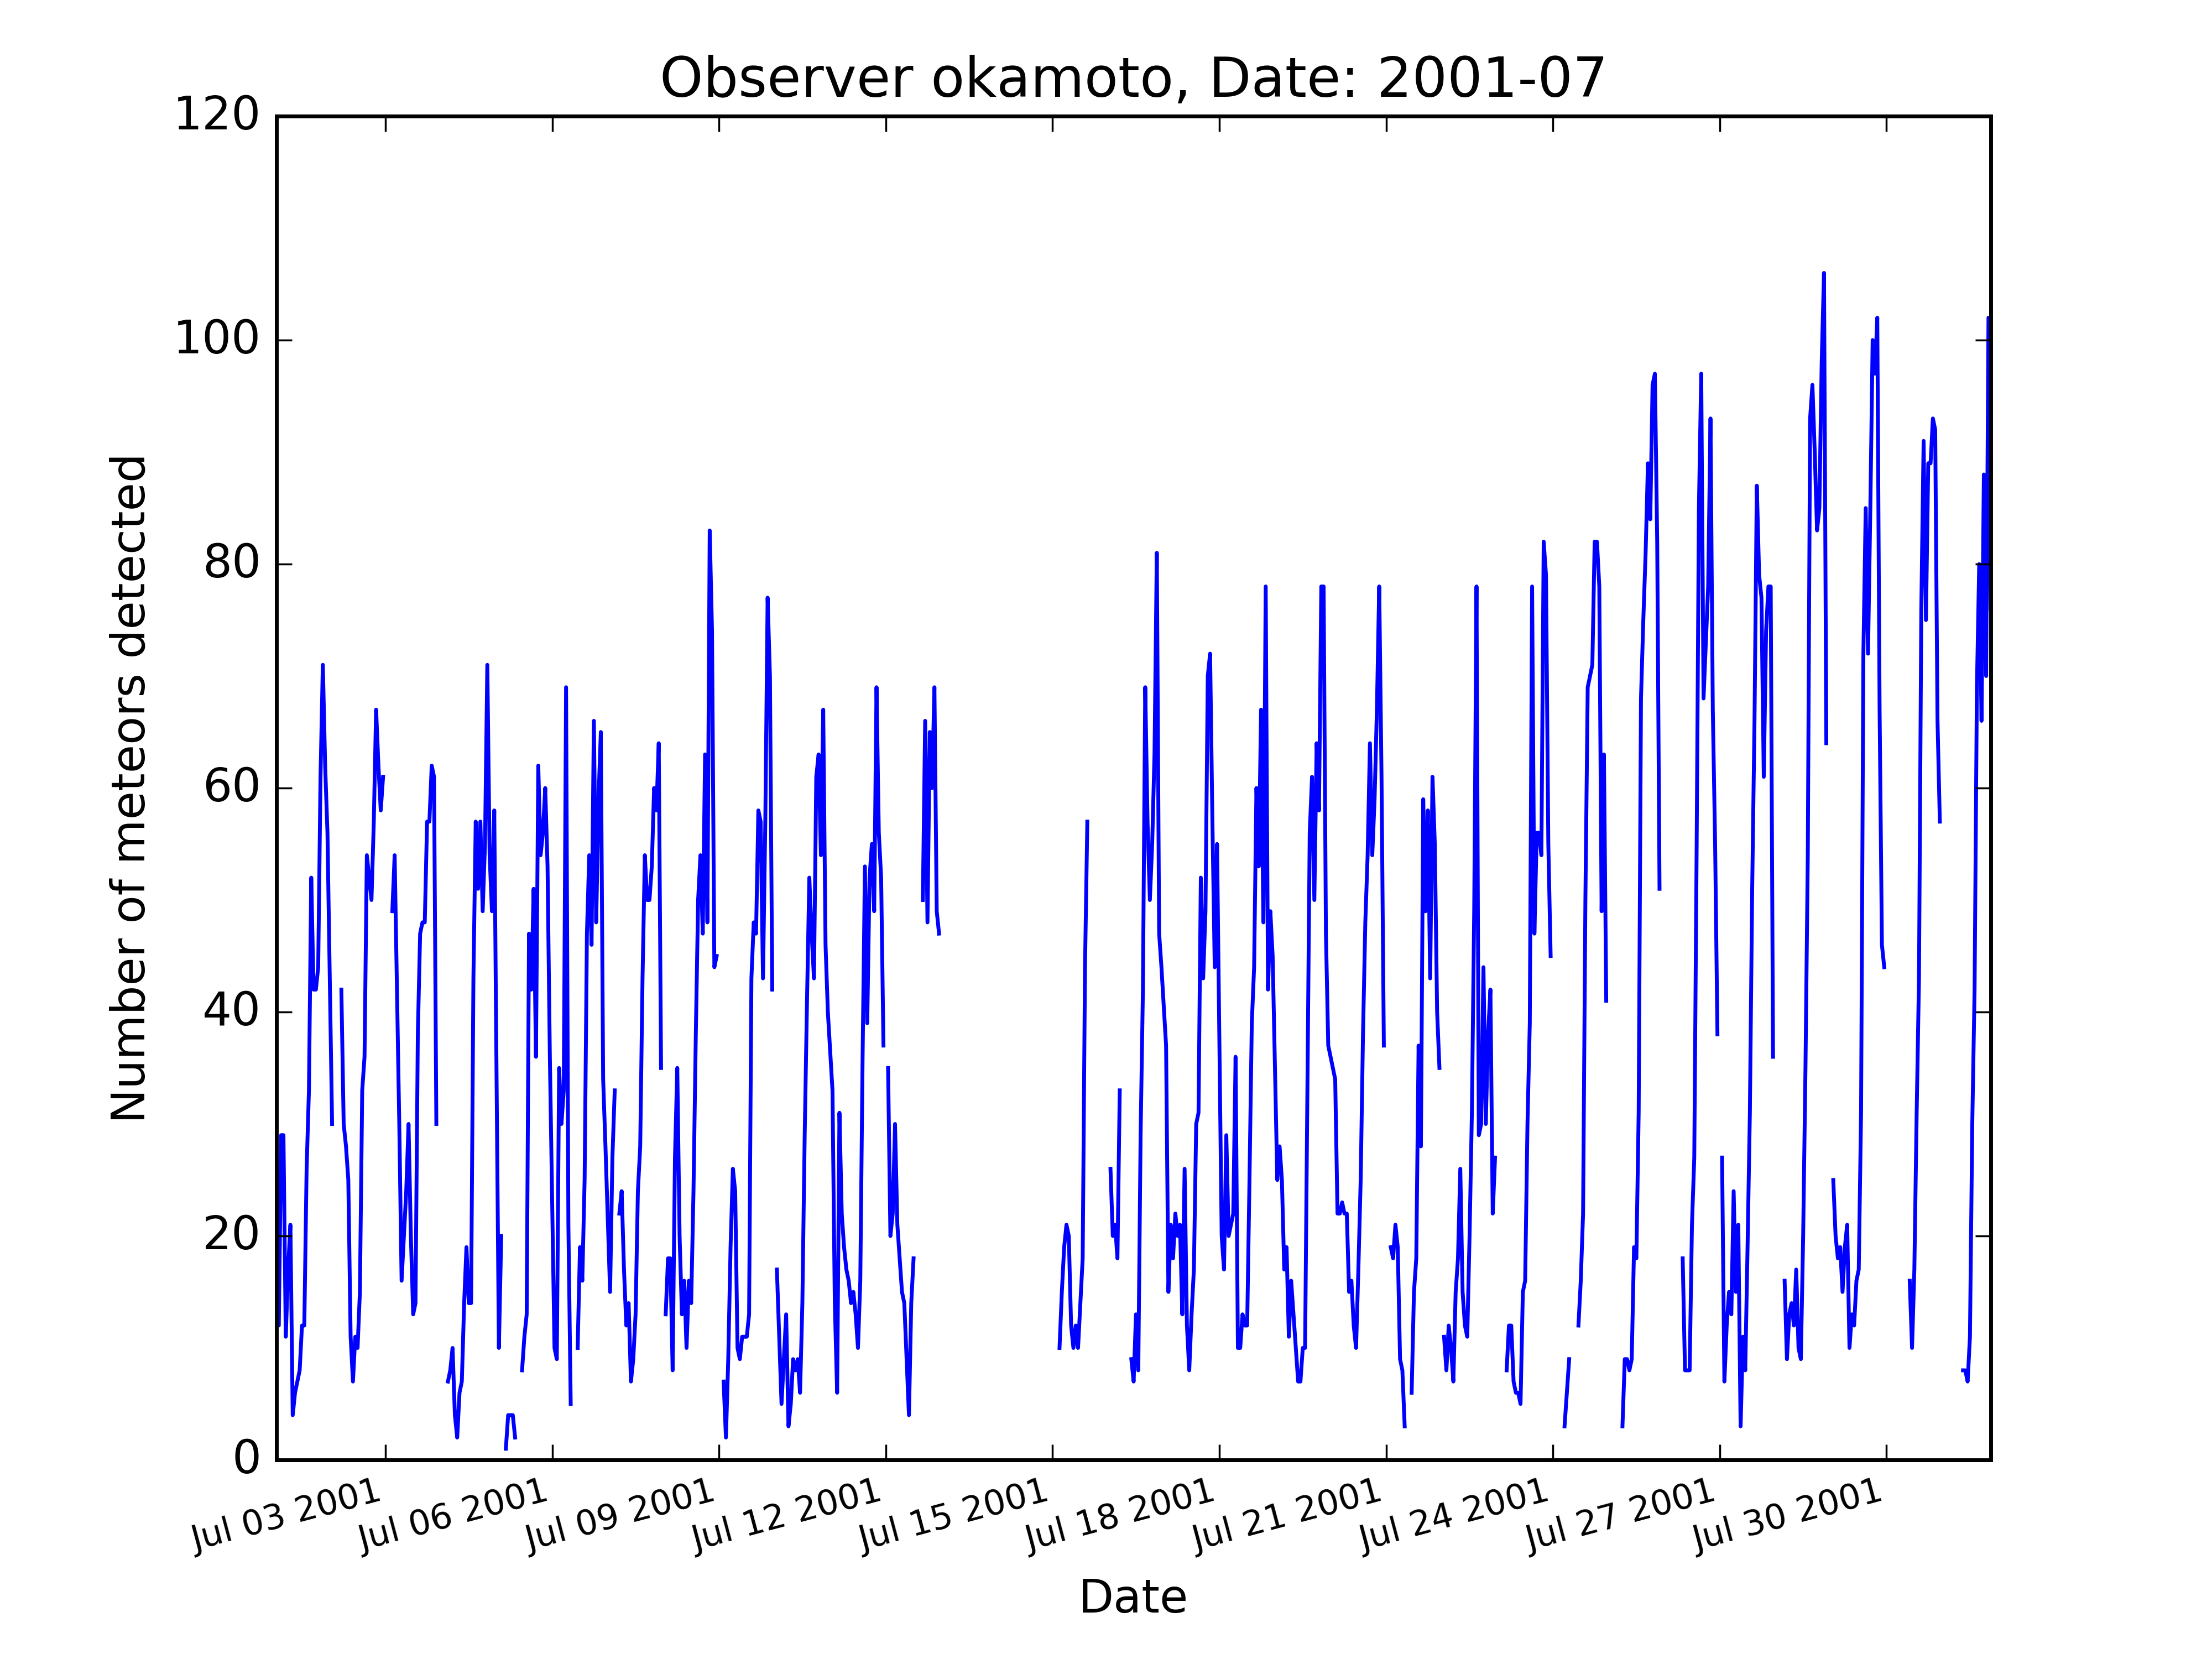 Observer okamoto, Date: 2001-07
120
100
80
60
40
20
0
Number of meteors detected
Jul 03 2001
Jul 06 2001
Jul 09 2001
Jul 12 2001
Jul 15 2001
Jul 18 2001
Jul 21 2001
Jul 24 2001
Jul 27 2001
Jul 30 2001
Date